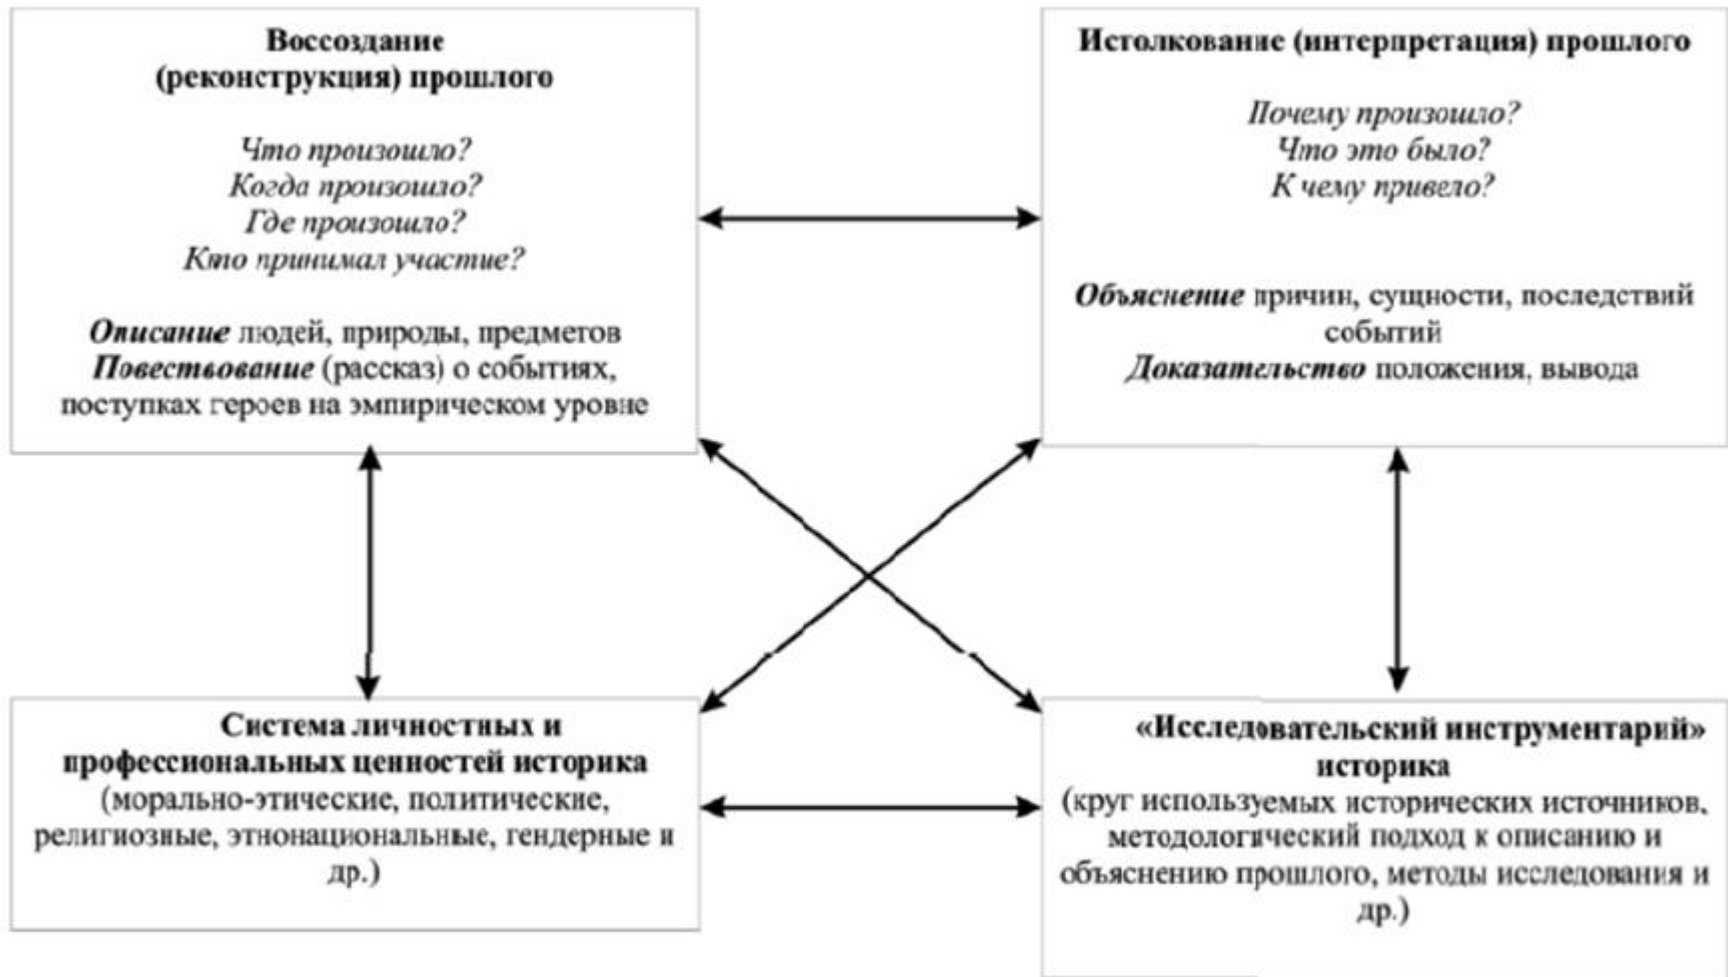 Воссоздание
(реконструкция) прошлого
Что произошло?
Когда произошло?
Где произошло?
Кто принимал участие?
Описание людей, природы, предметов
Повествование (рассказ) о событиях,
поступках героев на эмпирическом уровне
Истолкование (интерпретация) прошлого
Почему произошло?
Что это было?
К чему привело?
Объяснение причин, сущности, последствий
событий
Доказательство положения, вывода
Система личностных и
профессиональных ценностей историка
(морально-этические, политические,
религиозные, этнонациональные, гендерные и
др.)
«Исследовательский инструментарий»
историка
(круг используемых исторических источников,
методологический подход к описанию и
объяснению прошлого, методы исследования и
др.)